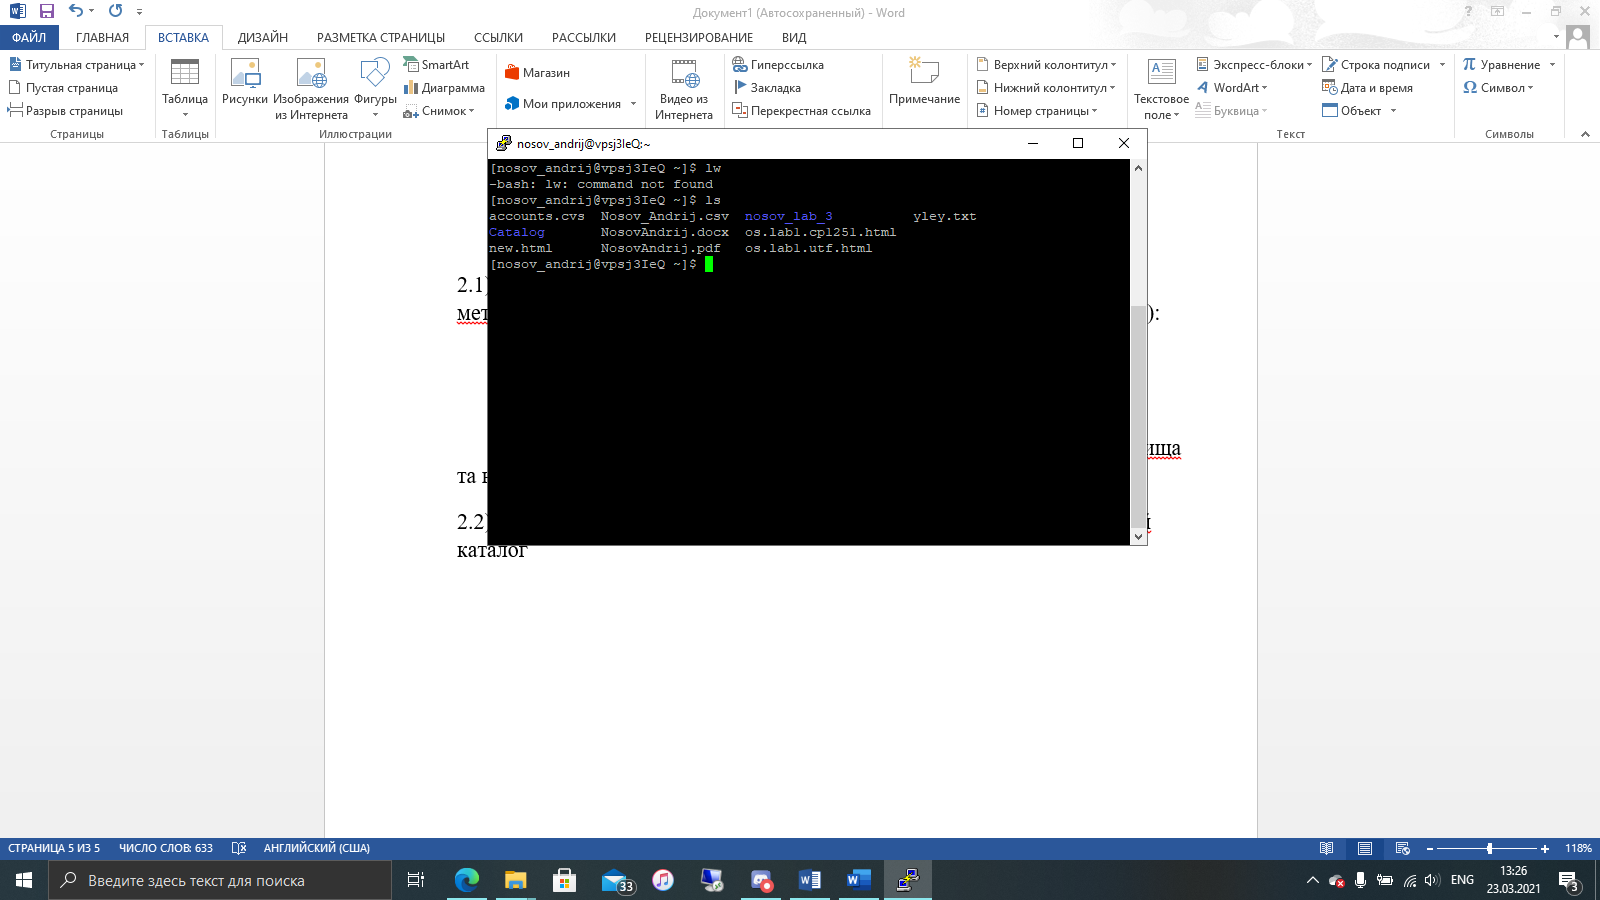 Документ1 (Автосохраненный) - Word
ФАЙЛ ГЛАВНАЯ ВСТАВКА ДИЗАЙН РАЗМЕТКА СТРАНИЦЫ ССЫЛКИ РАССЫЛКИ РЕЦЕНЗИРОВАНИЕ ВИД
Титульная страница
Пустая страница
Разрыв страницы
Страницы
Таблица
Таблицы
Рисунки
Изображения
из Интернета
Фигуры
SmartArt
Диаграмма
Снимок
Иллюстрации
Магазин
Мои приложения
Видео из
Интернета
Гиперссылка
Закладка
Перекрестная ссылка
Примечание
Верхний колонтитул
Нижний колонтитул
Номер страницы
Текстовое
поле
Экспресс-блоки
WordArt
Буквица
Строка подписи
Дата и время
Объект
Текст
Уравнение
Символ
Символы
nosov_andrij@vpsj3IeQ:~
[nosov_andrij@vpsj3IeQ ~]$ lw
-bash: lw: command not found
[nosov_andrij@vpsj3IeQ ~]$ ls
accounts.cvs Nosov_Andrij.csv nosov_lab_3 yley.txt
Catalog NosovAndrij.docx os.lab1.cp1251.html
new.html NosovAndrij.pdf os.lab1.utf.html
[nosov_andrij@vpsj3IeQ ~]$
2.1)
мет ):
ища
та
2.2)
каталог
СТРАНИЦА 5 ИЗ 5 ЧИСЛО СЛОВ: 633 АНГЛИЙСКИЙ (США) 118%
Введите здесь текст для поиска
33
ENG
13:26
23.03.2021
3